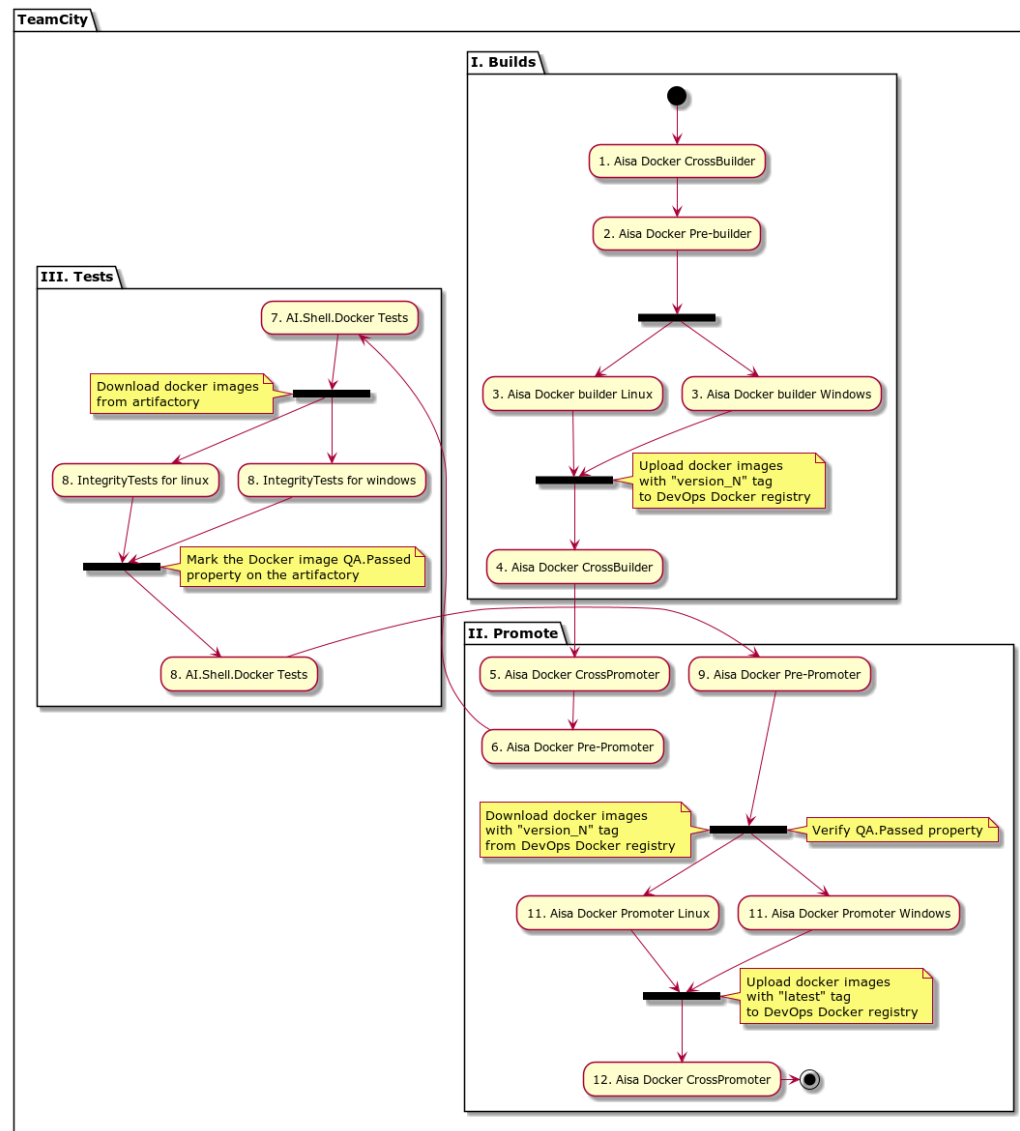 TeamCity
I. Builds
1. Aisa Docker CrossBuilder
2. Aisa Docker Pre-builder
3. Aisa Docker builder Linux
3. Aisa Docker builder Windows
Upload docker images
with "version_N" tag
to DevOps Docker registry
4. Aisa Docker CrossBuilder
III. Tests
7. AI.Shell.Docker Tests
Download docker images
from artifactory
8. IntegrityTests for linux
8. IntegrityTests for windows
Mark the Docker image QA.Passed
property on the artifactory
8. AI.Shell.Docker Tests
II. Promote
5. Aisa Docker CrossPromoter
9. Aisa Docker Pre-Promoter
6. Aisa Docker Pre-Promoter
Download docker images
with "version_N" tag
from DevOps Docker registry
Verify QA.Passed property
11. Aisa Docker Promoter Linux
11. Aisa Docker Promoter Windows
Upload docker images
with "latest" tag
to DevOps Docker registry
12. Aisa Docker CrossPromoter